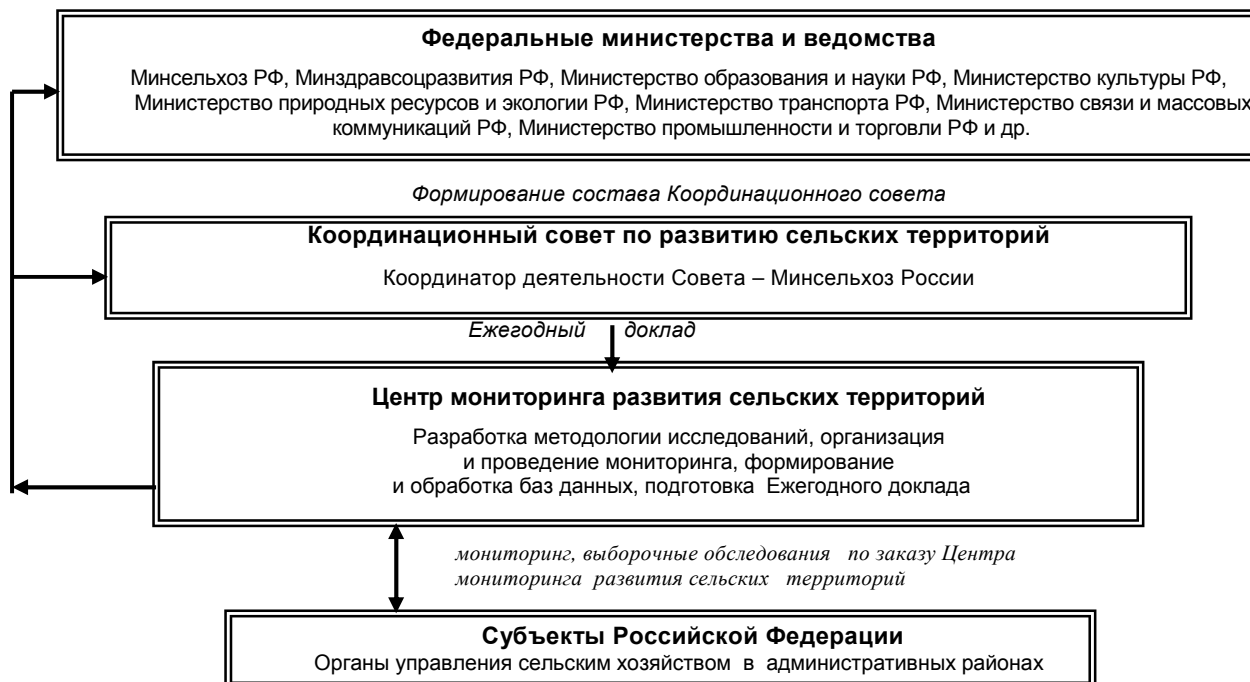 Федеральные министерства и ведомства
Минсельхоз РФ, Минздравсоцразвития РФ, Министерство образования и науки РФ, Министерство культуры РФ,
Министерство природных ресурсов и экологии РФ, Министерство транспорта РФ, Министерство связи и массовых
коммуникаций РФ, Министерство промышленности и торговли РФ и др.
Формирование состава Координационного совета
Координационный совет по развитию сельских территорий
Координатор деятельности Совета – Минсельхоз России
Ежегодный доклад
Центр мониторинга развития сельских территорий
Разработка методологии исследований, организация
и проведение мониторинга, формирование
и обработка баз данных, подготовка Ежегодного доклада
мониторинг, выборочные обследования по заказу Центра
мониторинга развития сельских территорий
Субъекты Российской Федерации
Органы управления сельским хозяйством в административных районах